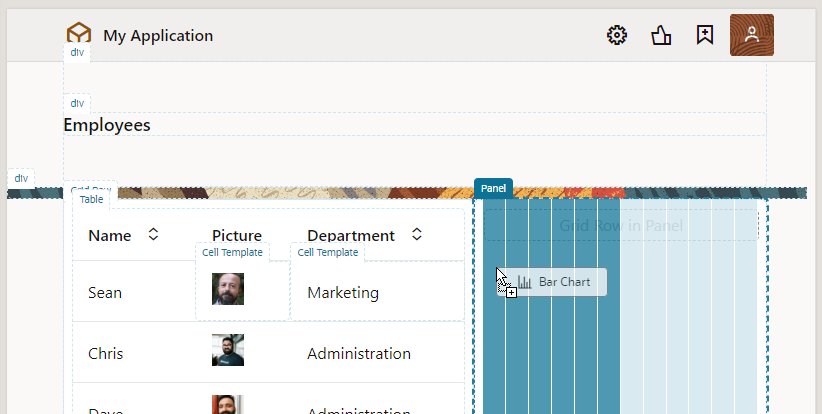 My Application
div
div
Employees
div
Panel
Grid Row
Table
Grid Row in Panel
Name
Picture
Department
Cell Template
Cell Template
Bar Chart
Sean
Marketing
Chris
Administration
Dave
Administration